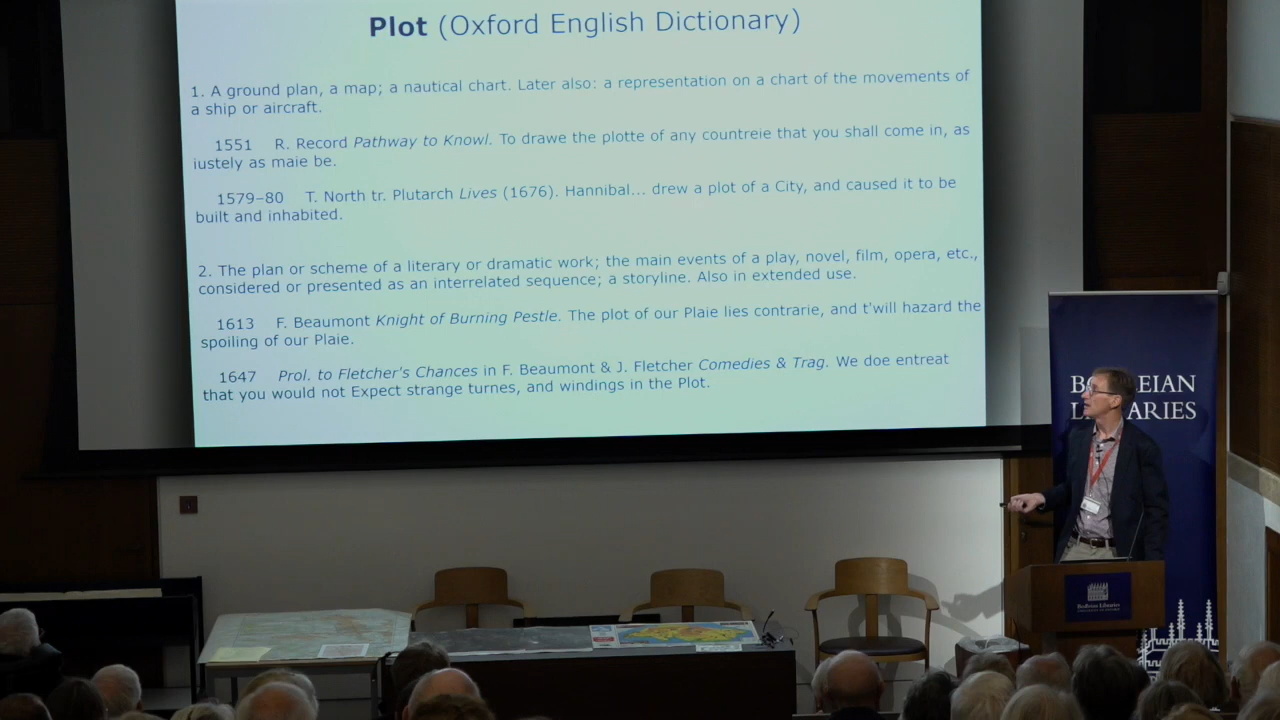 Plot (Oxford English Dictionary)
1. A ground plan, a map; a nautical chart. Later also: a representation on a chart of the movements of
a ship or aircraft.
1551 R. Record Pathway to Knowl. To drawe the plotte of any countreie that you shall come in, as
iustely as maie be.
1579–80 T. North tr. Plutarch Lives (1676). Hannibal... drew a plot of a City, and caused it to be
built and inhabited.
2. The plan or scheme of a literary or dramatic work; the main events of a play, novel, film, opera, etc.,
considered or presented as an interrelated sequence; a storyline. Also in extended use.
1613 F. Beaumont Knight of Burning Pestle. The plot of our Plaie lies contrarie, and t'will hazard the
spoiling of our Plaie.
1647 Prol. to Fletcher's Chances in F. Beaumont & J. Fletcher Comedies & Trag. We doe entreat
that you would not Expect strange turnes, and windings in the Plot.
Bodleian Libraries